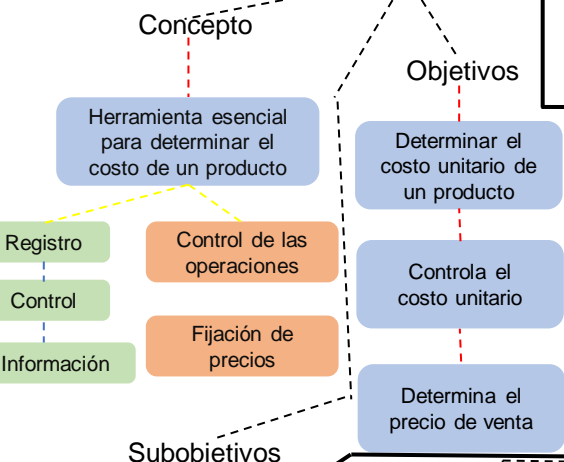 Concepto
Herramienta esencial
para determinar el
costo de un producto
Registro
Control
Información
Control de las
operaciones
Fijación de
precios
Objetivos
Determinar el
costo unitario de
un producto
Controla el
costo unitario
Determina el
precio de venta
Subobjetivos